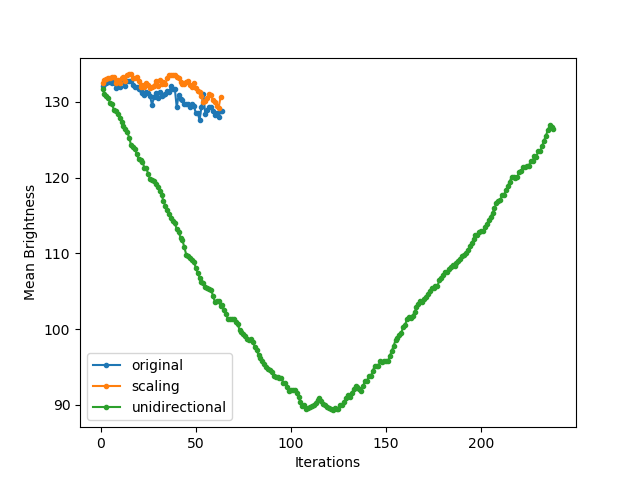 130
120
110
100
90
Mean Brightness
original
scaling
unidirectional
0 50 100 150 200
Iterations